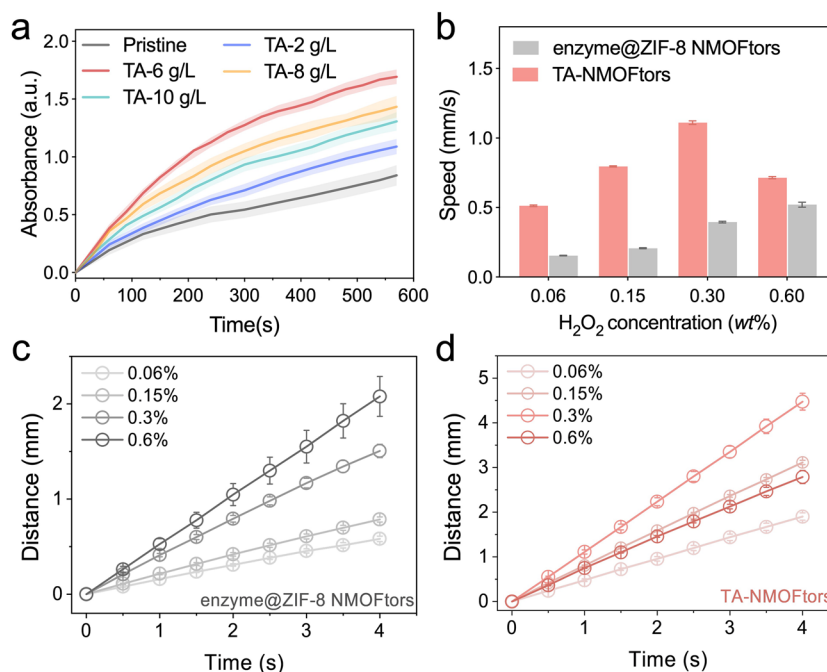 a
Pristine
TA-2 g/L
TA-6 g/L
TA-8 g/L
TA-10 g/L
2.0
1.5
1.0
0.5
0.0
Absorbance (a.u.)
0 100 200 300 400 500 600
Time(s)
b
enzyme@ZIF-8 NMOFtors
TA-NMOFtors
1.5
1.0
0.5
0.0
Speed (mm/s)
0.06 0.15 0.30 0.60
H₂O₂ concentration (wt%)
c
0.06%
0.15%
0.3%
0.6%
2
1
0
Distance (mm)
enzyme@ZIF-8 NMOFtors
0 1 2 3 4
Time (s)
d
0.06%
0.15%
0.3%
0.6%
5
4
3
2
1
0
Distance (mm)
TA-NMOFtors
0 1 2 3 4
Time (s)